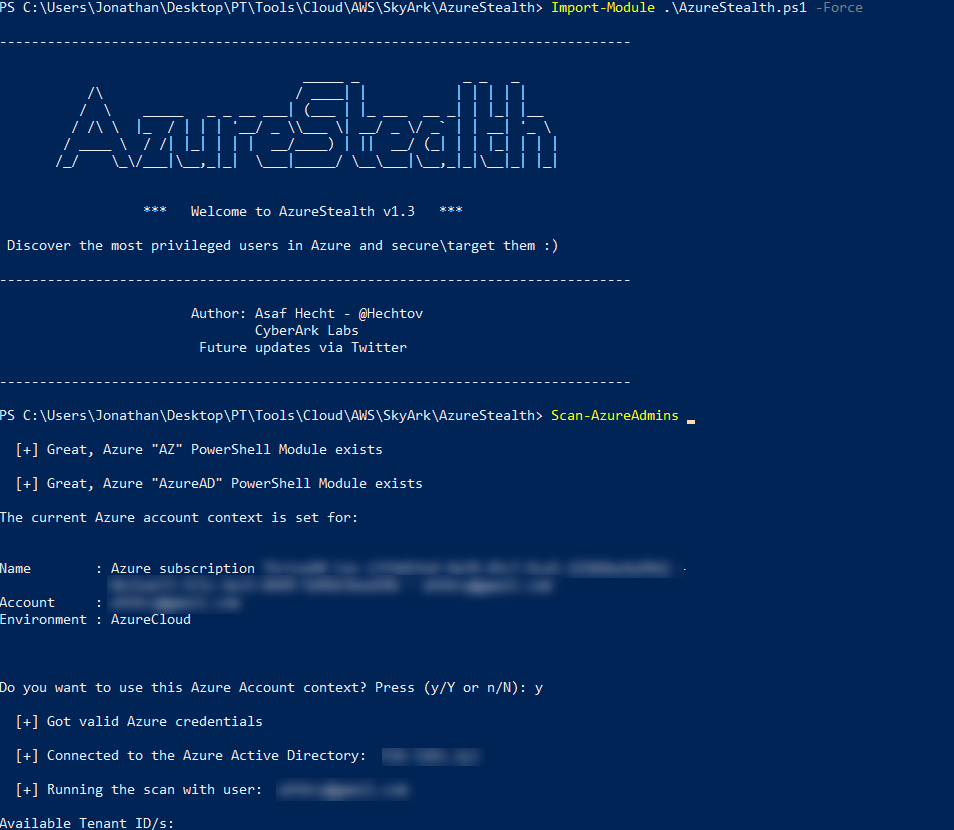 PS C:\Users\Jonathan\Desktop\PT\Tools\Cloud\AWS\SkyArk\AzureStealth> Import-Module .\AzureStealth.ps1 -Force
--------------------------------------------------------------------------------
AzureStealth
*** Welcome to AzureStealth v1.3 ***
Discover the most privileged users in Azure and secure\target them :)
--------------------------------------------------------------------------------
Author: Asaf Hecht - @Hechtov
CyberArk Labs
Future updates via Twitter
--------------------------------------------------------------------------------
PS C:\Users\Jonathan\Desktop\PT\Tools\Cloud\AWS\SkyArk\AzureStealth> Scan-AzureAdmins
[+] Great, Azure "AZ" PowerShell Module exists
[+] Great, Azure "AzureAD" PowerShell Module exists
The current Azure account context is set for:
Name : Azure subscription
Account :
Environment : AzureCloud
Do you want to use this Azure Account context? Press (y/Y or n/N): y
[+] Got valid Azure credentials
[+] Connected to the Azure Active Directory:
[+] Running the scan with user:
Available Tenant ID/s: